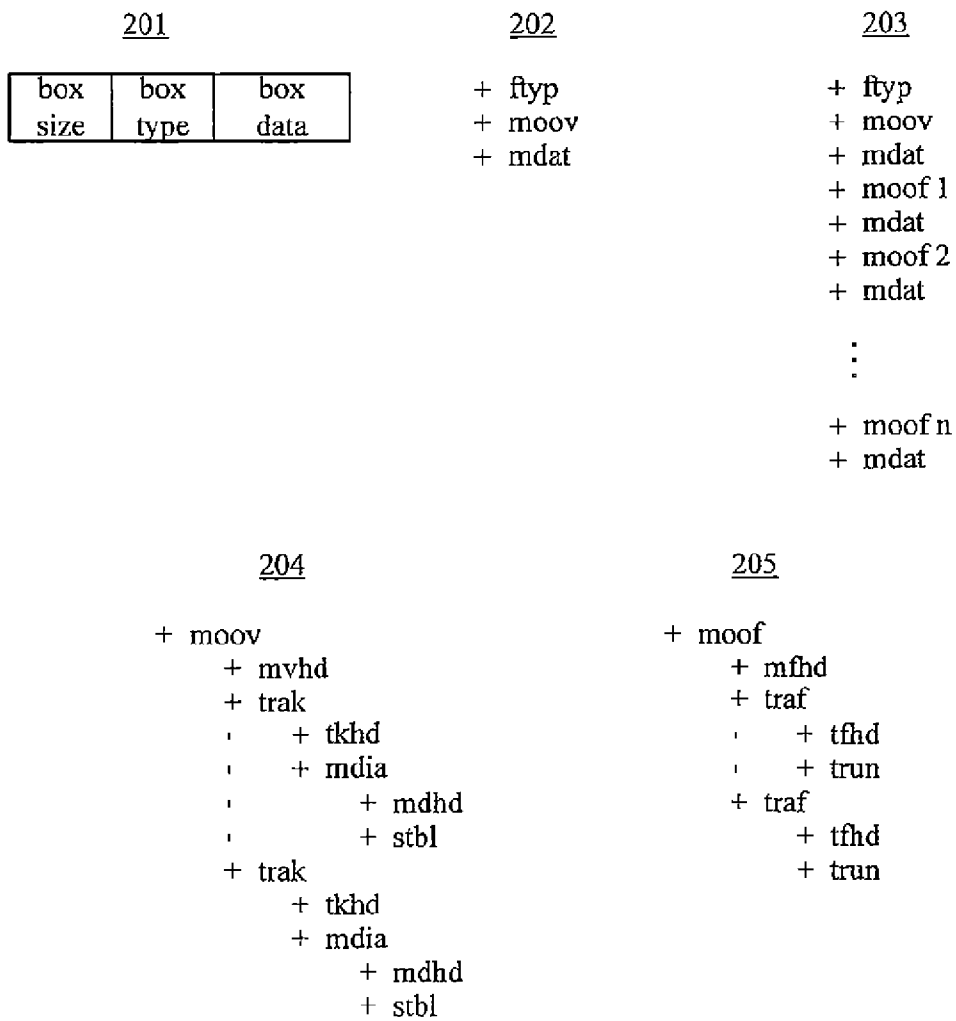 201
box size | box type | box data
202
+ ftyp
+ moov
+ mdat
203
+ ftyp
+ moov
+ mdat
+ moof 1
+ mdat
+ moof 2
+ mdat
⋮
+ moof n
+ mdat
204
+ moov
+ mvhd
+ trak
+ tkhd
+ mdia
+ mdhd
+ stbl
+ trak
+ tkhd
+ mdia
+ mdhd
+ stbl
205
+ moof
+ mfhd
+ traf
+ tfhd
+ trun
+ traf
+ tfhd
+ trun